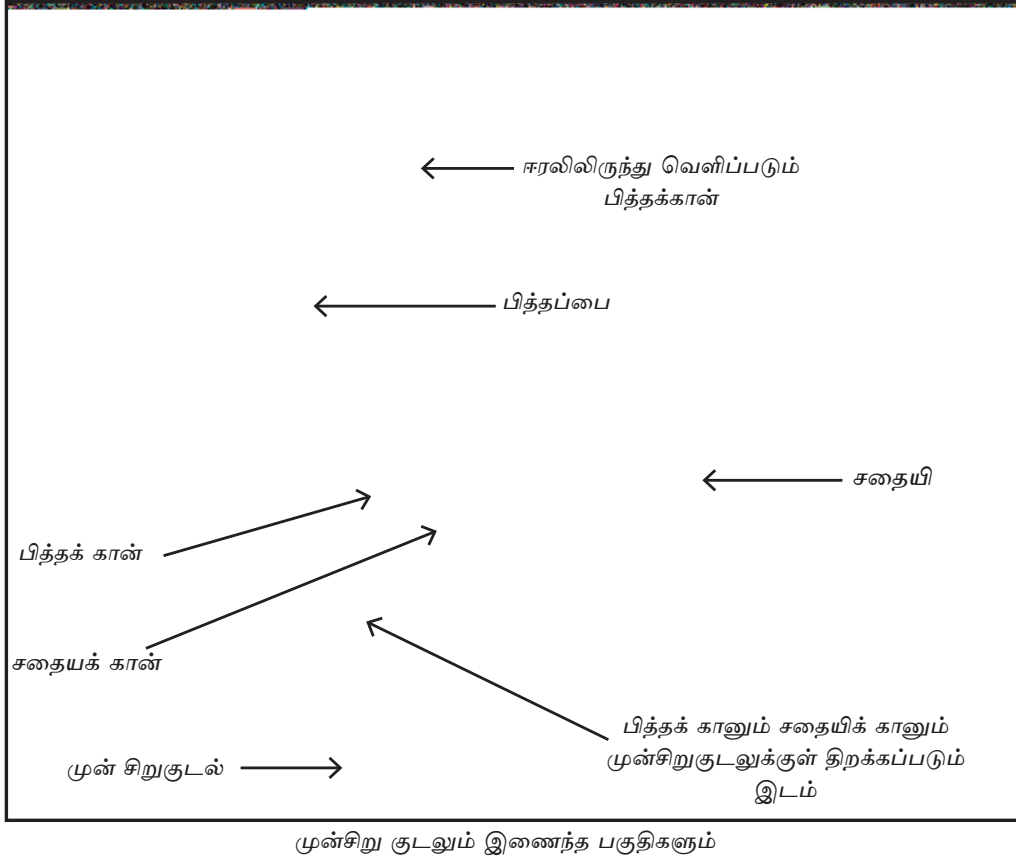 ஈரலிலிருந்து வெளிப்படும்
பித்தக்கான்
பித்தப்பை
சதையி
பித்தக் கான்
சதையக் கான்
பித்தக் கானும் சதையிக் கானும்
முன்சிறுகுடலுக்குள் திறக்கப்படும்
இடம்
முன் சிறுகுடல்
முன்சிறு குடலும் இணைந்த பகுதிகளும்